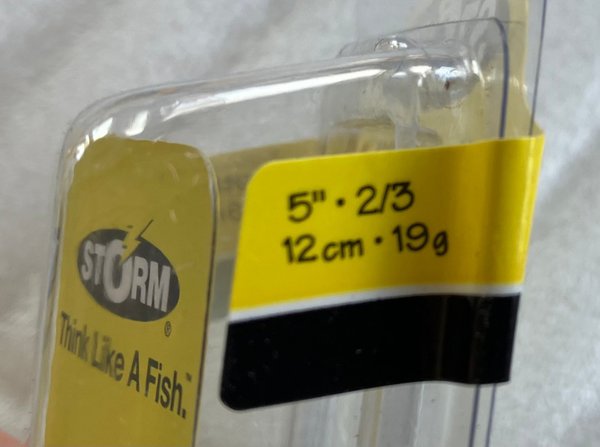 5" · 2/3
12cm · 19g
STORM®
Think Like A Fish.™